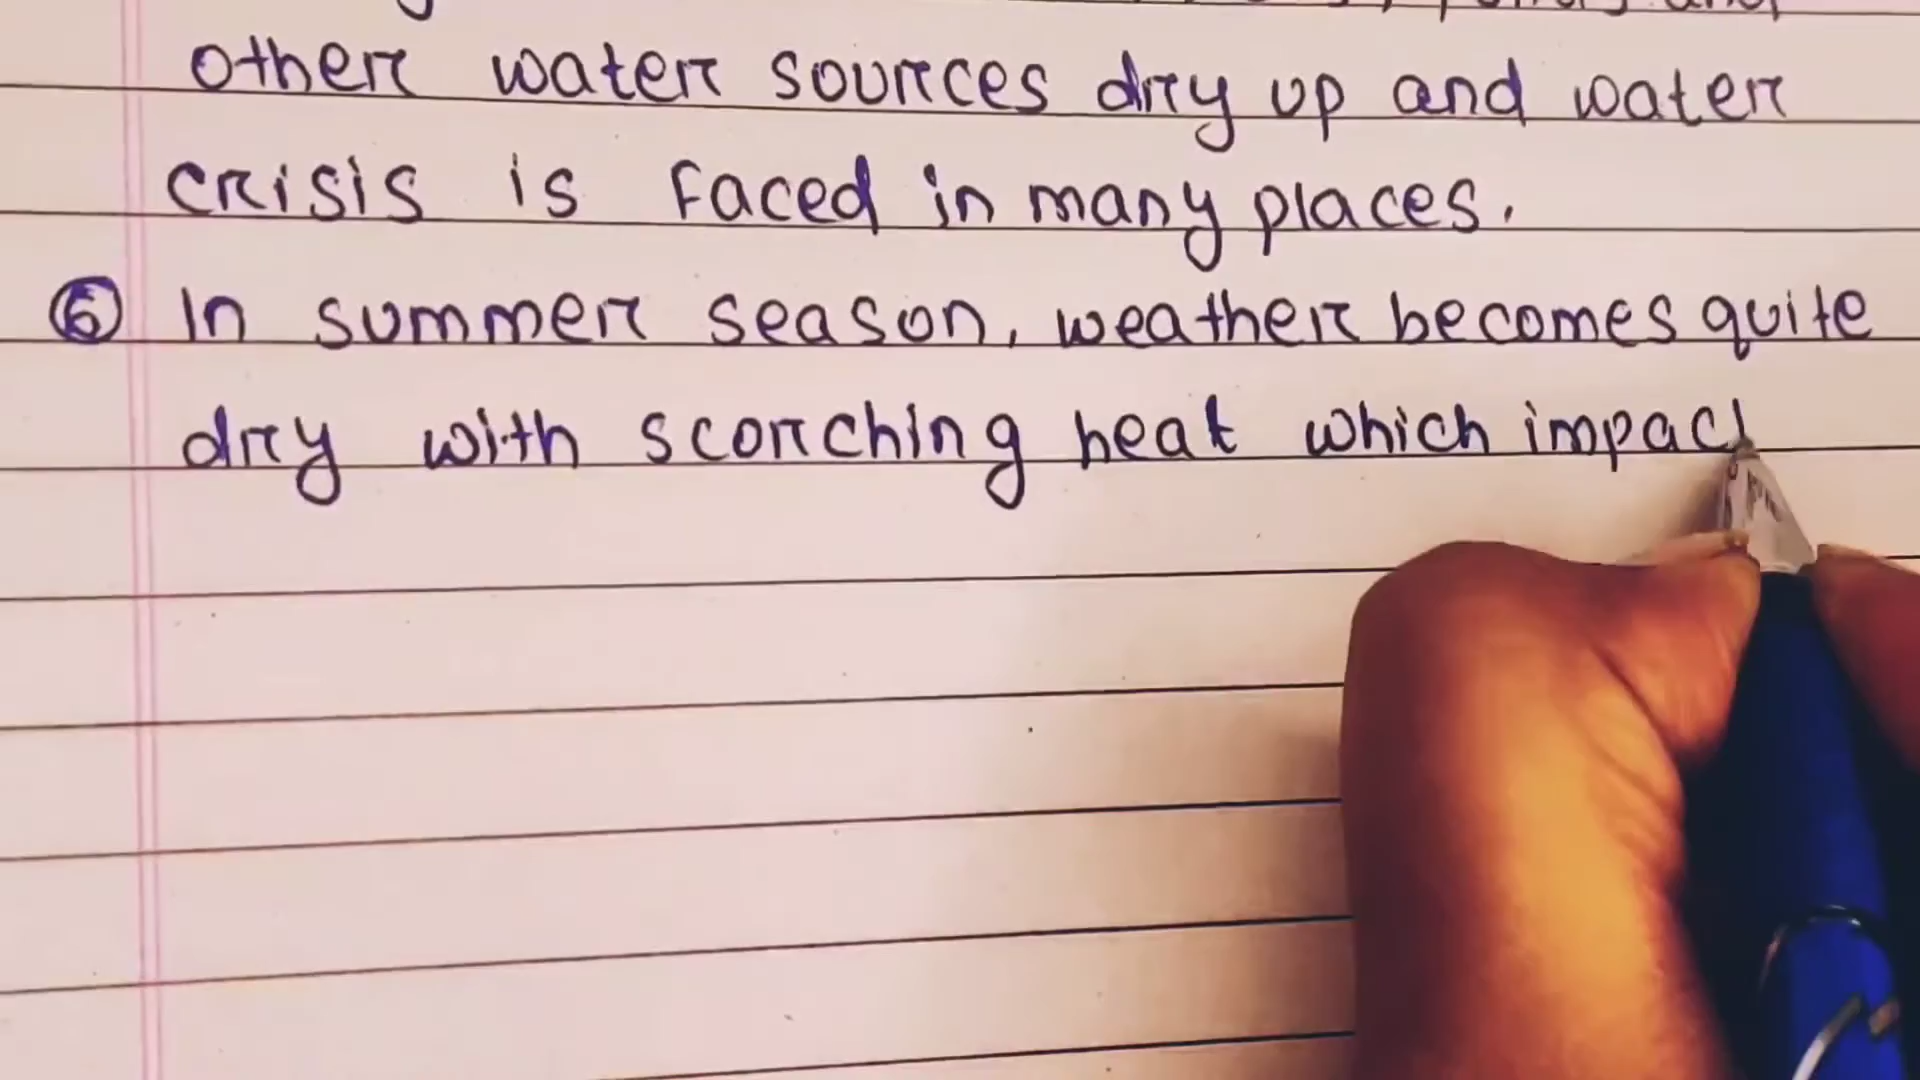 other water sources dry up and water
crisis is faced in many places.
⑥ In summer season, weather becomes quite
dry with scorching heat which impact